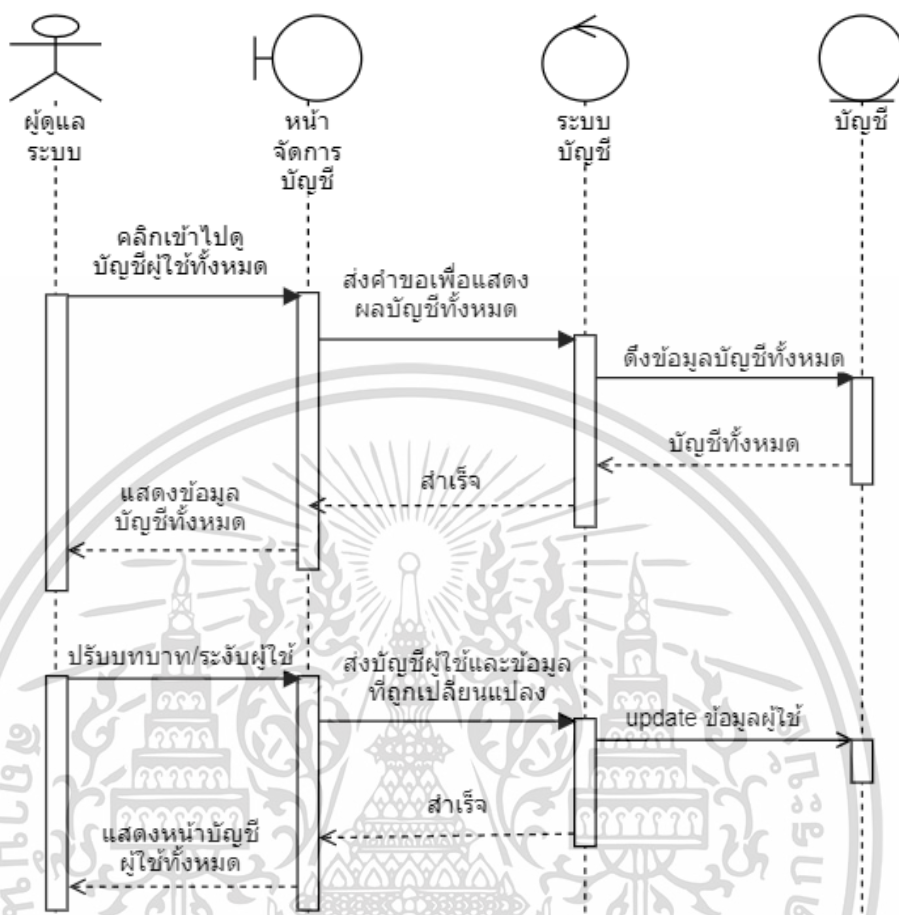 ผู้ดูแล
ระบบ
หน้า
จัดการ
บัญชี
ระบบ
บัญชี
บัญชี
คลิกเข้าไปดู
บัญชีผู้ใช้ทั้งหมด
ส่งคำขอเพื่อแสดง
ผลบัญชีทั้งหมด
ดึงข้อมูลบัญชีทั้งหมด
บัญชีทั้งหมด
สำเร็จ
แสดงข้อมูล
บัญชีทั้งหมด
ปรับบทบาท/ระงับผู้ใช้
ส่งบัญชีผู้ใช้และข้อมูล
ที่ถูกเปลี่ยนแปลง
update ข้อมูลผู้ใช้
สำเร็จ
แสดงหน้าบัญชี
ผู้ใช้ทั้งหมด